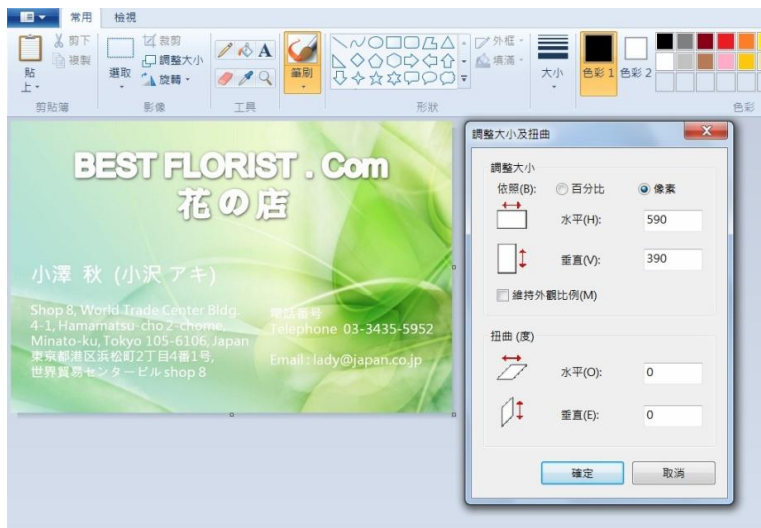 常用 檢視
貼上
剪下
複製
剪貼簿
選取
裁剪
調整大小
旋轉
影像
A
工具
筆刷
形狀
外框
填滿
大小
色彩 1
色彩 2
色彩
BEST FLORIST . Com
花の店
小澤 秋 (小沢 アキ)
Shop 8, World Trade Center Bldg.
4-1, Hamamatsu-cho 2-chome,
Minato-ku, Tokyo 105-6106, Japan
東京都港区浜松町2丁目4番1号,
世界貿易センタービル shop 8
電話番号
Telephone 03-3435-5952
Email : lady@japan.co.jp
調整大小及扭曲
調整大小
依照(B): 百分比 像素
水平(H): 590
垂直(V): 390
維持外觀比例(M)
扭曲 (度)
水平(O): 0
垂直(E): 0
確定 取消